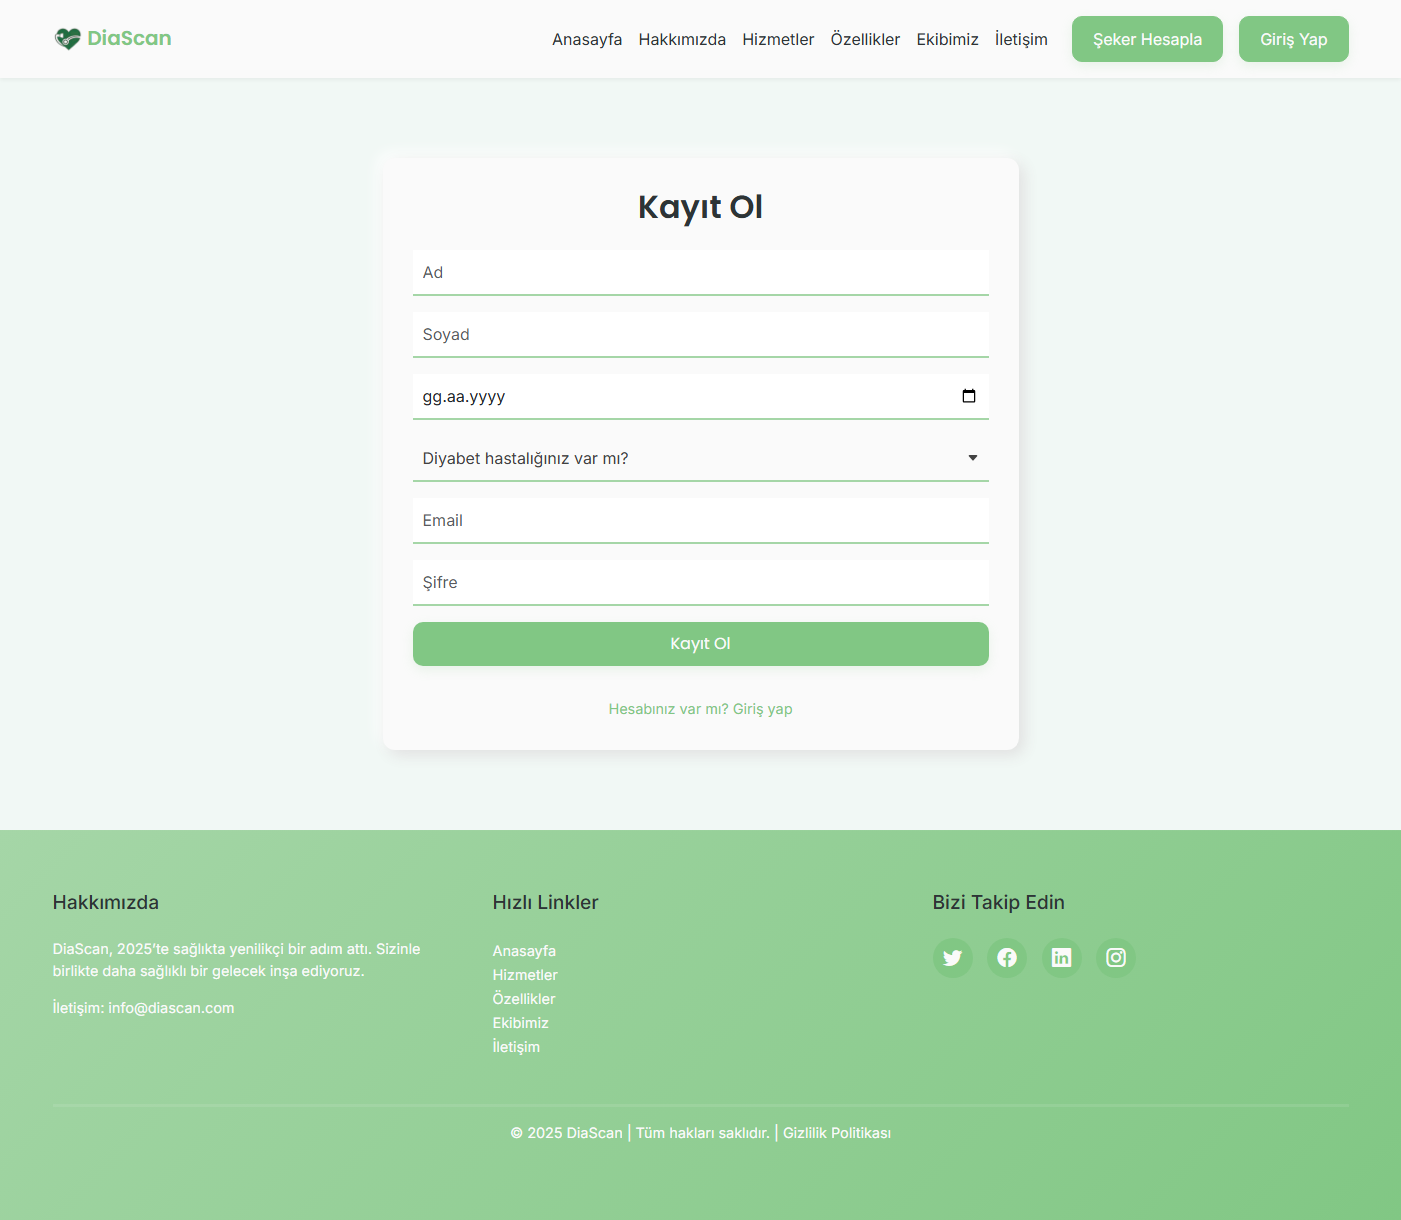 DiaScan
Anasayfa Hakkımızda Hizmetler Özellikler Ekibimiz İletişim Şeker Hesapla Giriş Yap
Kayıt Ol
Ad
Soyad
gg.aa.yyyy
Diyabet hastalığınız var mı?
Email
Şifre
Kayıt Ol
Hesabınız var mı? Giriş yap
Hakkımızda
DiaScan, 2025'te sağlıkta yenilikçi bir adım attı. Sizinle
birlikte daha sağlıklı bir gelecek inşa ediyoruz.
İletişim: info@diascan.com
Hızlı Linkler
Anasayfa
Hizmetler
Özellikler
Ekibimiz
İletişim
Bizi Takip Edin
© 2025 DiaScan | Tüm hakları saklıdır. | Gizlilik Politikası